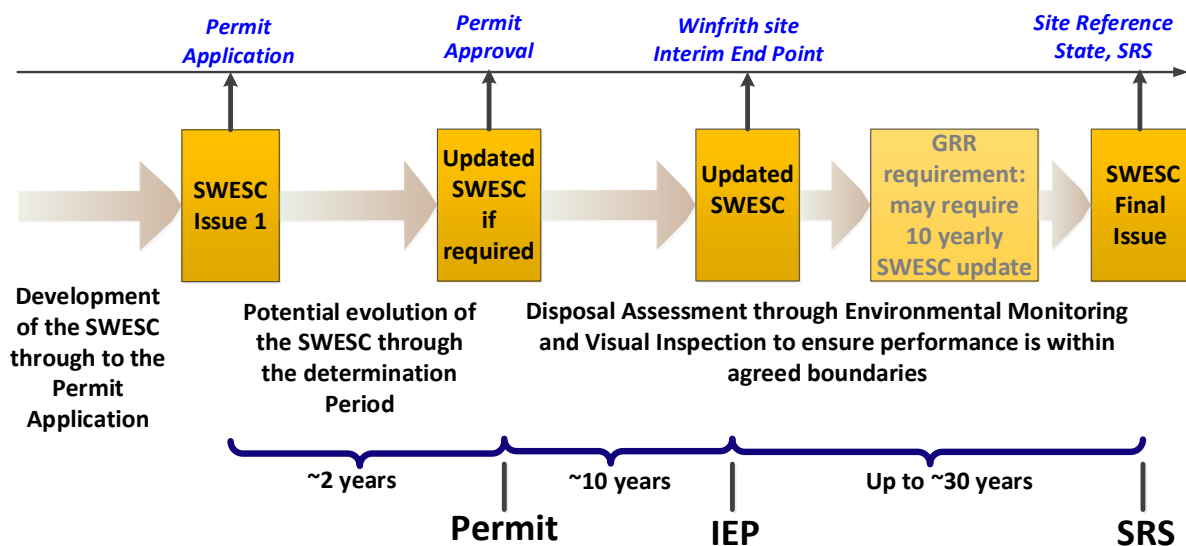 Permit
Application
Permit
Approval
Winfrith site
Interim End Point
Site Reference
State, SRS
SWESC
Issue 1
Updated
SWESC
if
required
Updated
SWESC
GRR
requirement:
may require
10 yearly
SWESC update
SWESC
Final
Issue
Development
of the SWESC
through to the
Permit
Application
Potential evolution of
the SWESC through
the determination
Period
Disposal Assessment through Environmental Monitoring
and Visual Inspection to ensure performance is within
agreed boundaries
~2 years
~10 years
Up to ~30 years
Permit
IEP
SRS